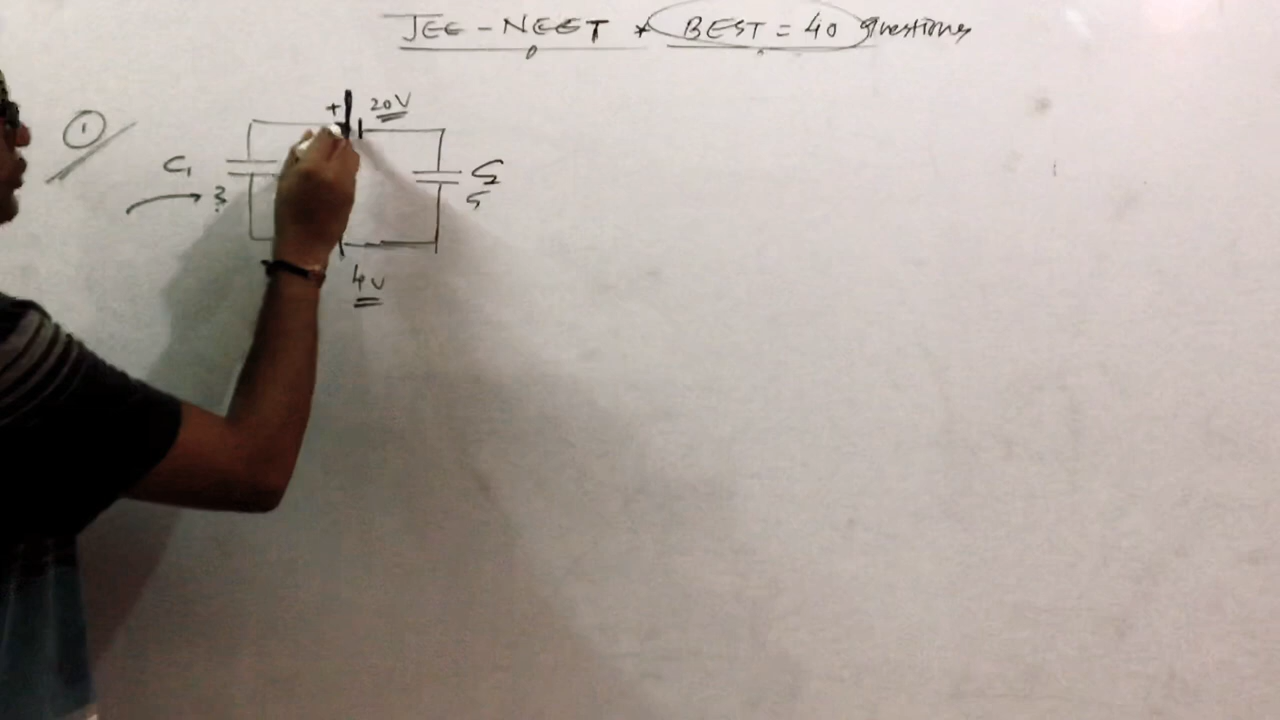 JEE - NEET * BEST = 40 Questions
1
+ 20V
C1
3
C2
5
4V